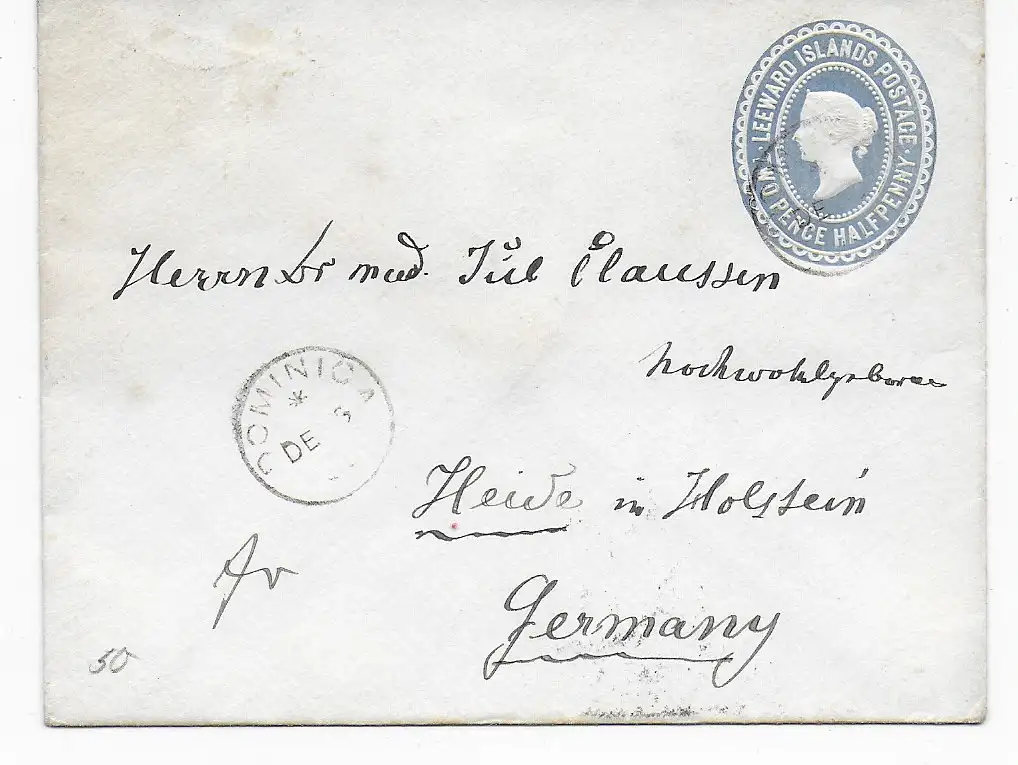 LEEWARD ISLANDS POSTAGE.
TWO PENCE HALFPENNY.
Herrn Dr med. Jül Claussen
hochwohlgeboren
DOMINICA
DE 3
Heide in Holstein
Germany
50